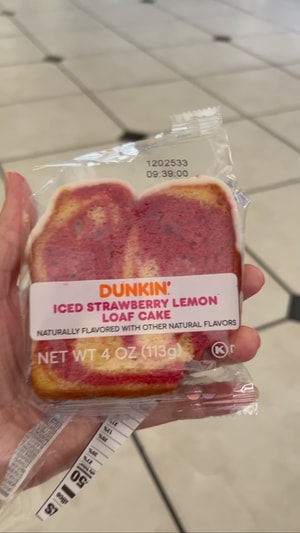 1202533
09:39:00
DUNKIN'
ICED STRAWBERRY LEMON
LOAF CAKE
NATURALLY FLAVORED WITH OTHER NATURAL FLAVORS
NET WT 4 OZ (113g)
K